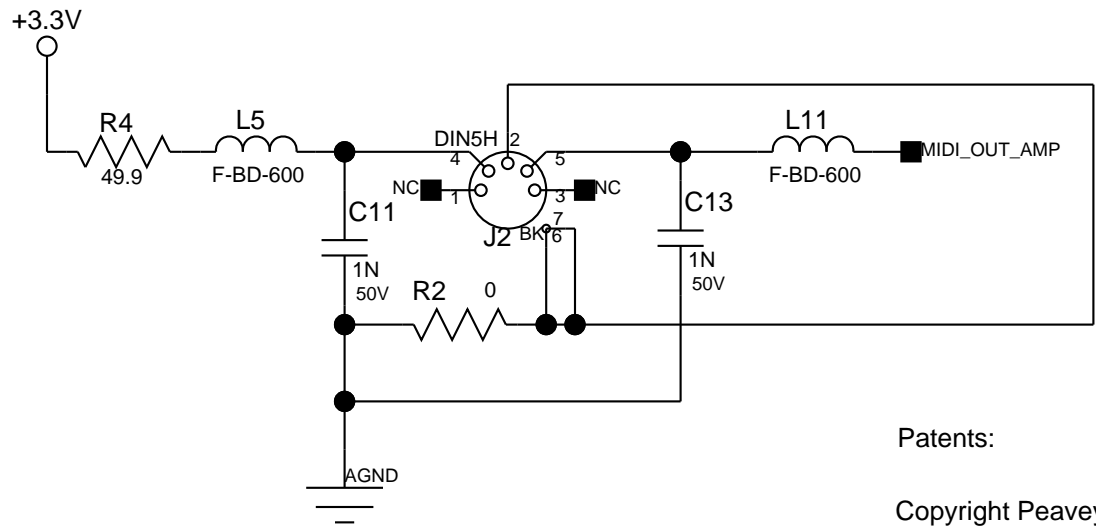 +3.3V
R4
49.9
L5
F-BD-600
DIN5H
2
4
5
L11
F-BD-600
MIDI_OUT_AMP
NC
1
3
NC
C11
1N
50V
J2
BK
7
6
C13
1N
50V
R2
0
AGND
Patents:
Copyright Peavey